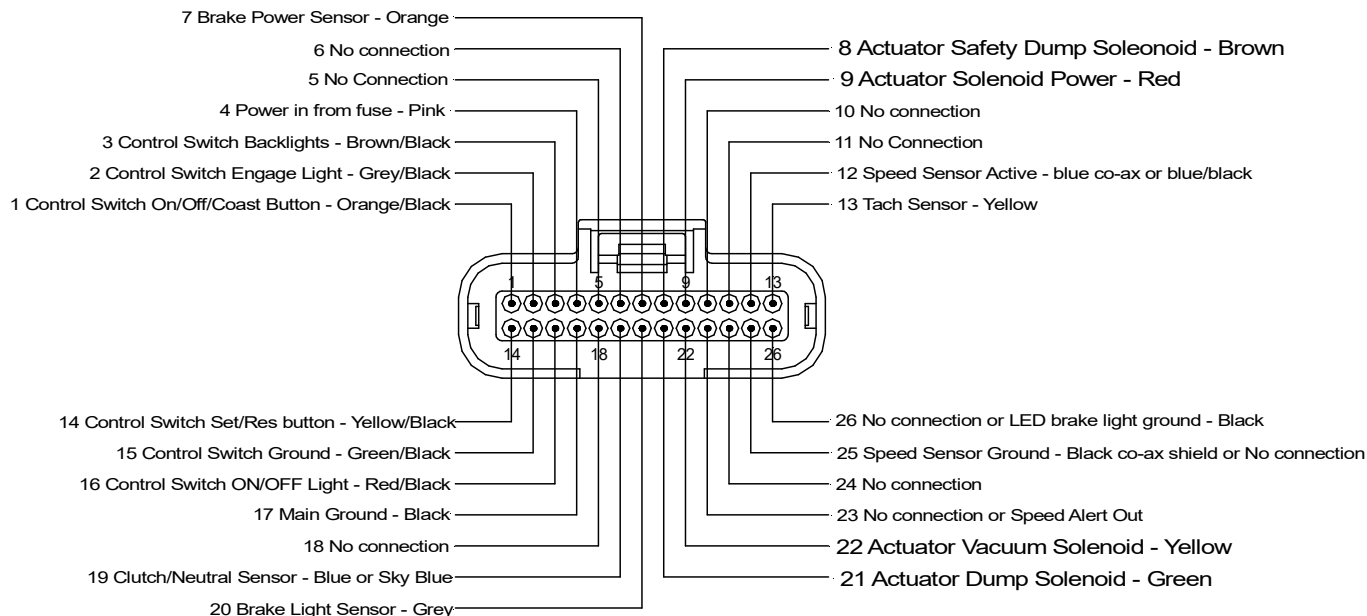 7 Brake Power Sensor - Orange
6 No connection
5 No Connection
4 Power in from fuse - Pink
3 Control Switch Backlights - Brown/Black
2 Control Switch Engage Light - Grey/Black
1 Control Switch On/Off/Coast Button - Orange/Black
8 Actuator Safety Dump Soleonoid - Brown
9 Actuator Solenoid Power - Red
10 No connection
11 No Connection
12 Speed Sensor Active - blue co-ax or blue/black
13 Tach Sensor - Yellow
1 5 9 13
14 18 22 26
14 Control Switch Set/Res button - Yellow/Black
15 Control Switch Ground - Green/Black
16 Control Switch ON/OFF Light - Red/Black
17 Main Ground - Black
18 No connection
19 Clutch/Neutral Sensor - Blue or Sky Blue
20 Brake Light Sensor - Grey
26 No connection or LED brake light ground - Black
25 Speed Sensor Ground - Black co-ax shield or No connection
24 No connection
23 No connection or Speed Alert Out
22 Actuator Vacuum Solenoid - Yellow
21 Actuator Dump Solenoid - Green